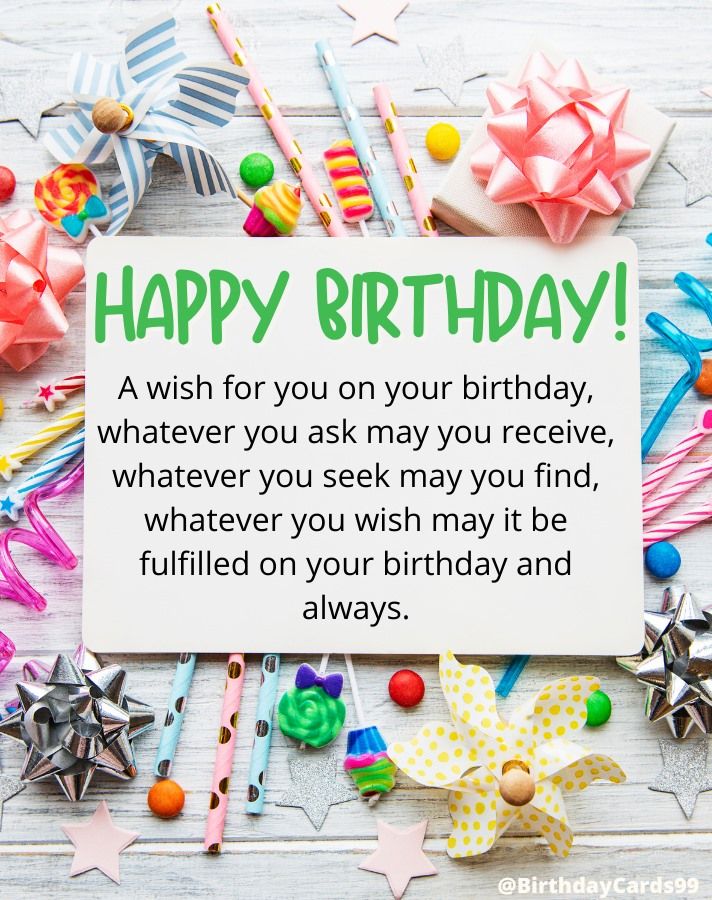 HAPPY BIRTHDAY!
A wish for you on your birthday,
whatever you ask may you receive,
whatever you seek may you find,
whatever you wish may it be
fulfilled on your birthday and
always.
@BirthdayCards99